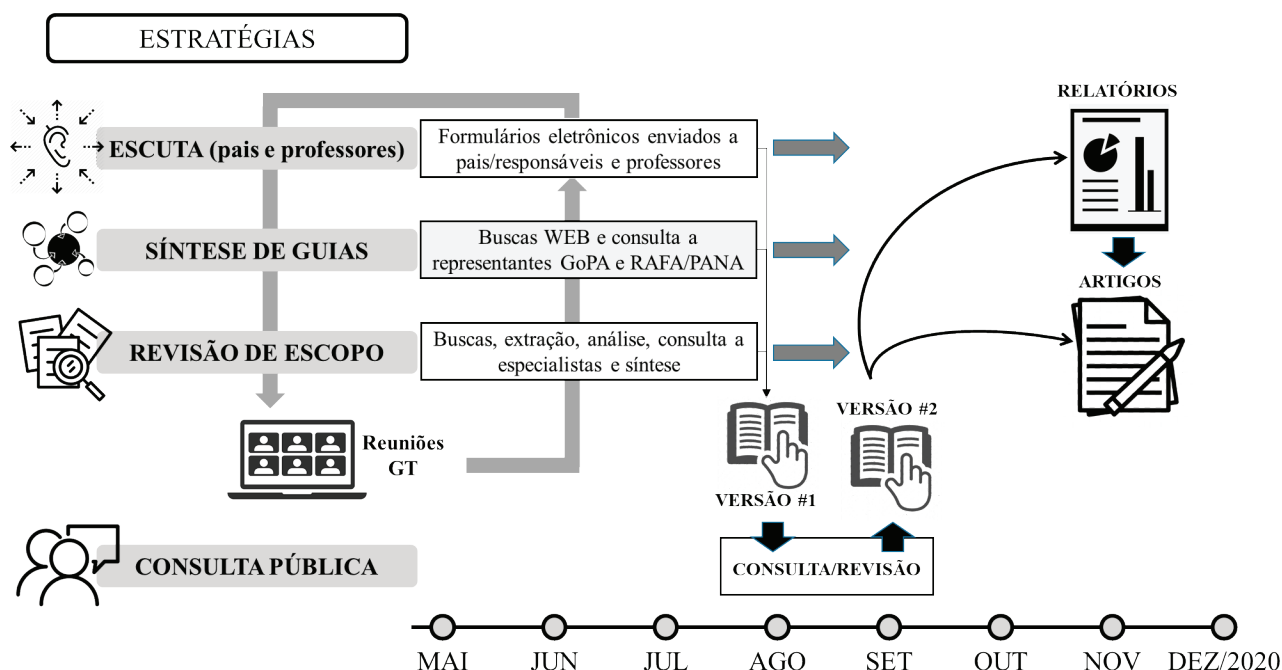 ESTRATÉGIAS
ESCUTA (pais e professores)
Formulários eletrônicos enviados a
pais/responsáveis e professores
SÍNTESE DE GUIAS
Buscas WEB e consulta a
representantes GoPA e RAFA/PANA
REVISÃO DE ESCOPO
Buscas, extração, análise, consulta a
especialistas e síntese
Reuniões
GT
VERSÃO #1
VERSÃO #2
RELATÓRIOS
ARTIGOS
CONSULTA PÚBLICA
CONSULTA/REVISÃO
MAI JUN JUL AGO SET OUT NOV DEZ/2020